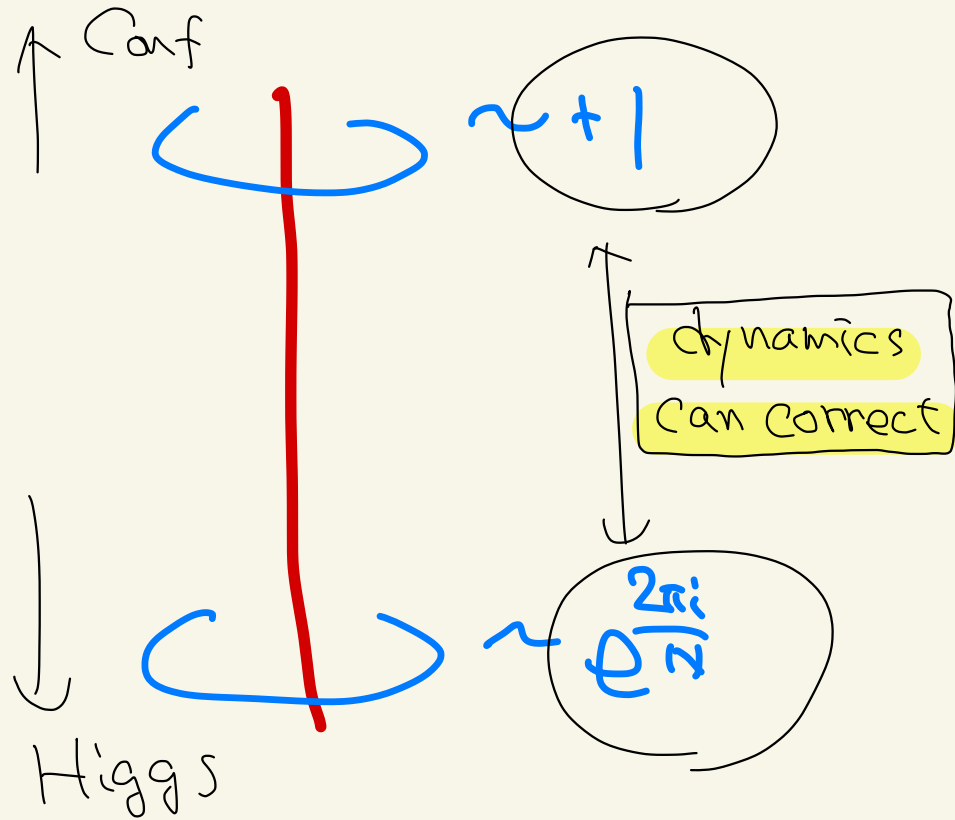 ↑ Conf
~ +1
dynamics
can correct
~ e^{2πi/N}
↓
Higgs